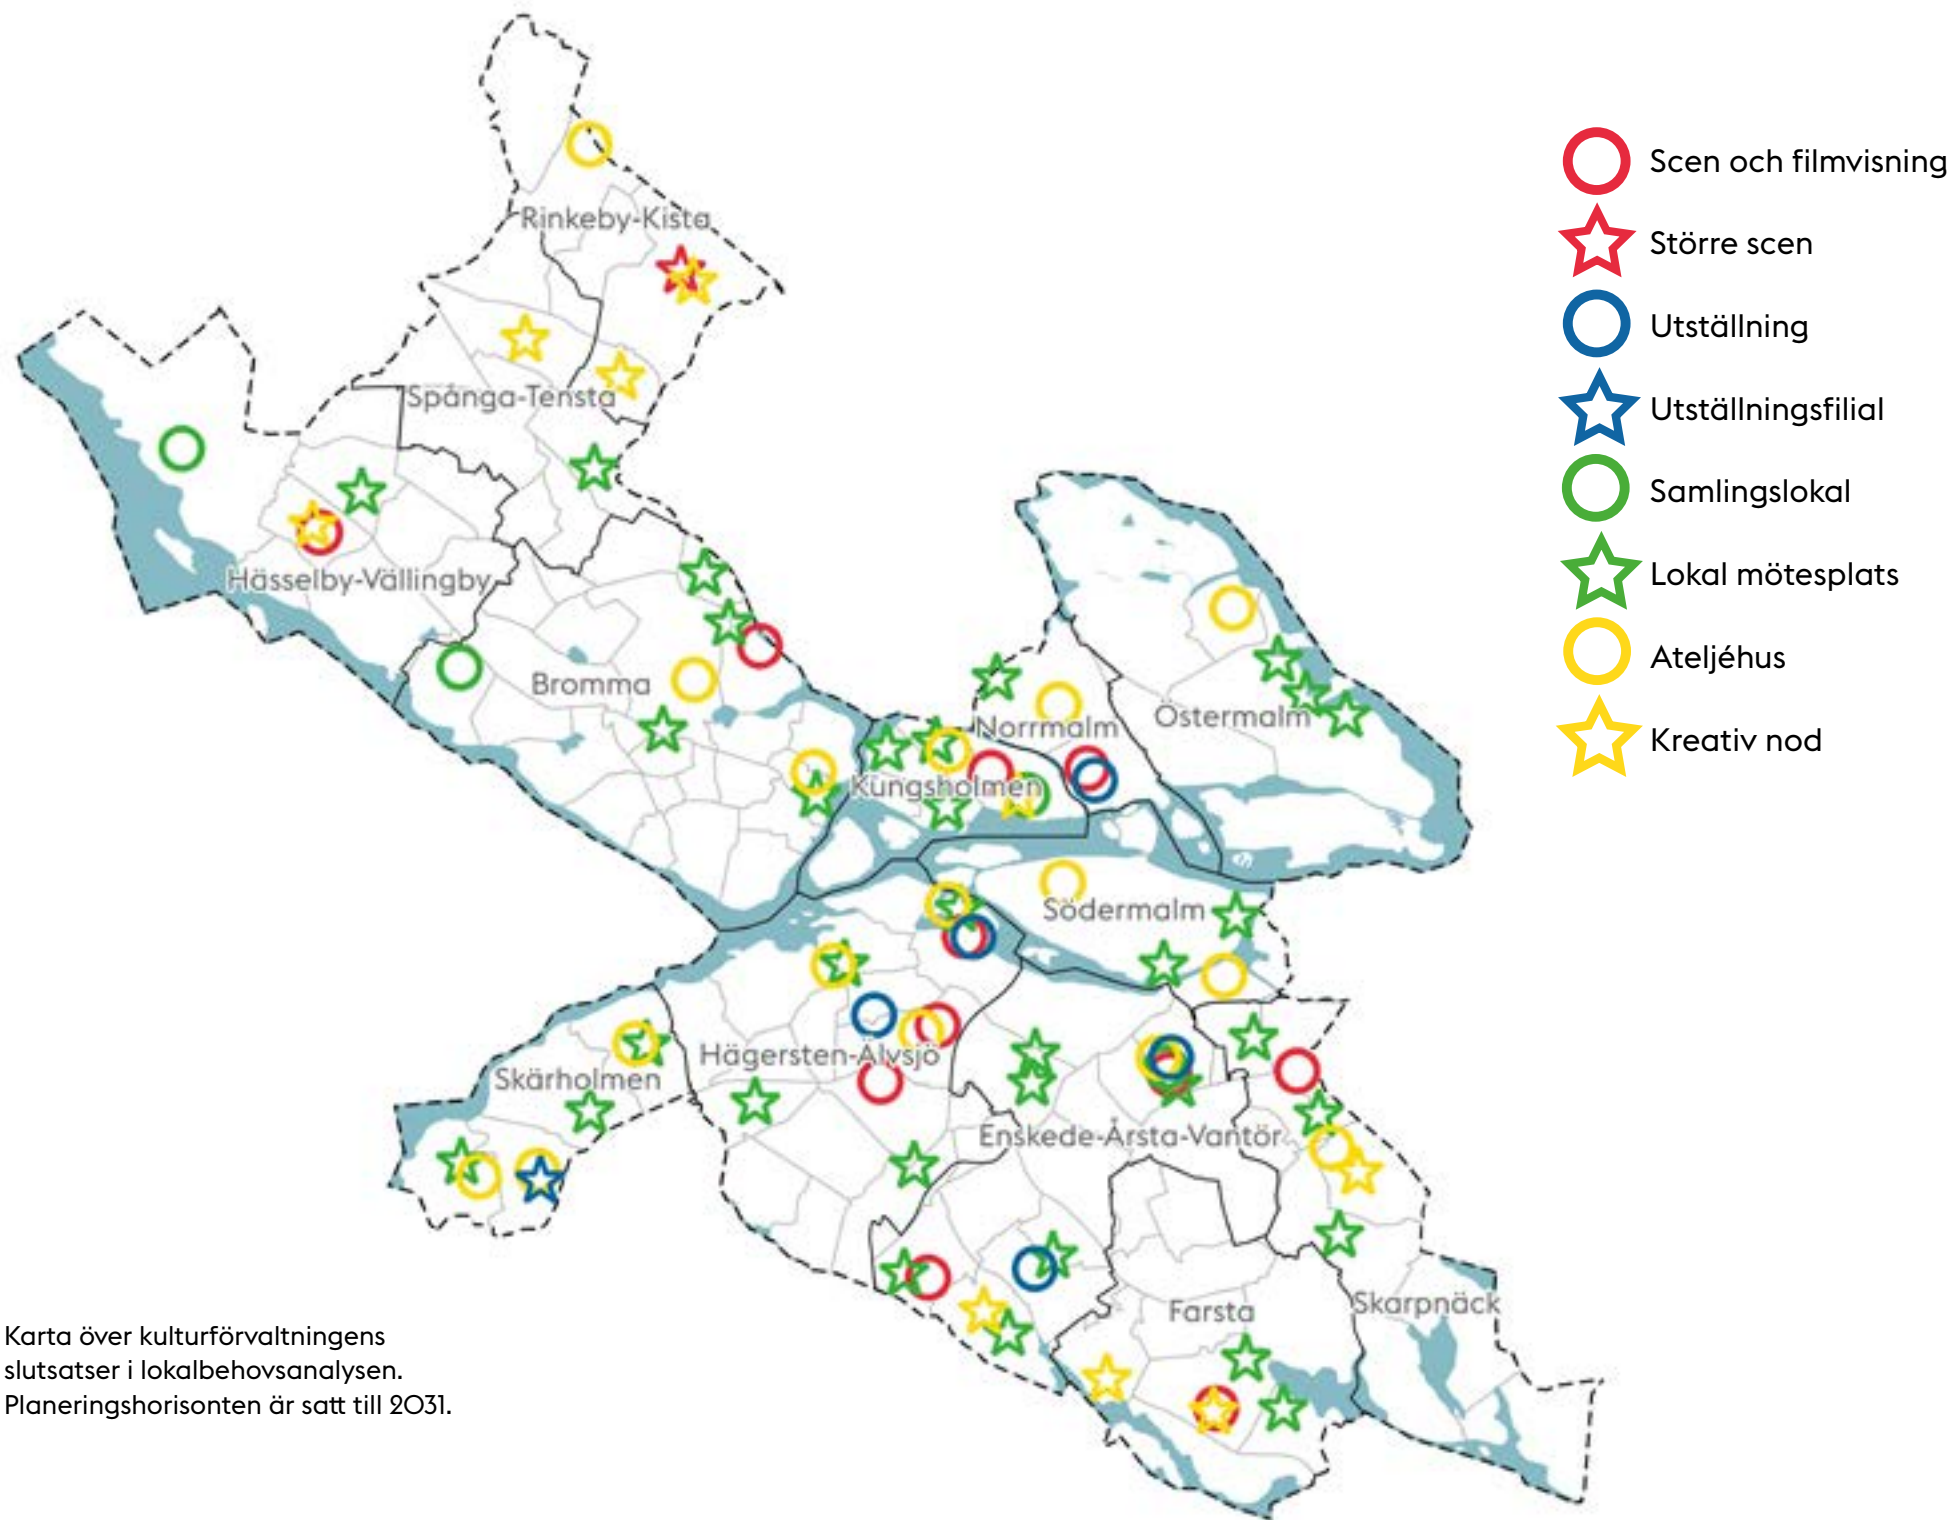 Scen och filmvisning
Större scen
Utställning
Utställningsfilial
Samlingslokal
Lokal mötesplats
Ateljéhus
Kreativ nod
Rinkeby-Kista
Spånga-Tensta
Hässelby-Vällingby
Bromma
Norrmalm
Östermalm
Kungsholmen
Södermalm
Hägersten-Älvsjö
Skärholmen
Enskede-Årsta-Vantör
Farsta
Skarpnäck
Karta över kulturförvaltningens
slutsatser i lokalbehovsanalysen.
Planeringshorisonten är satt till 2031.